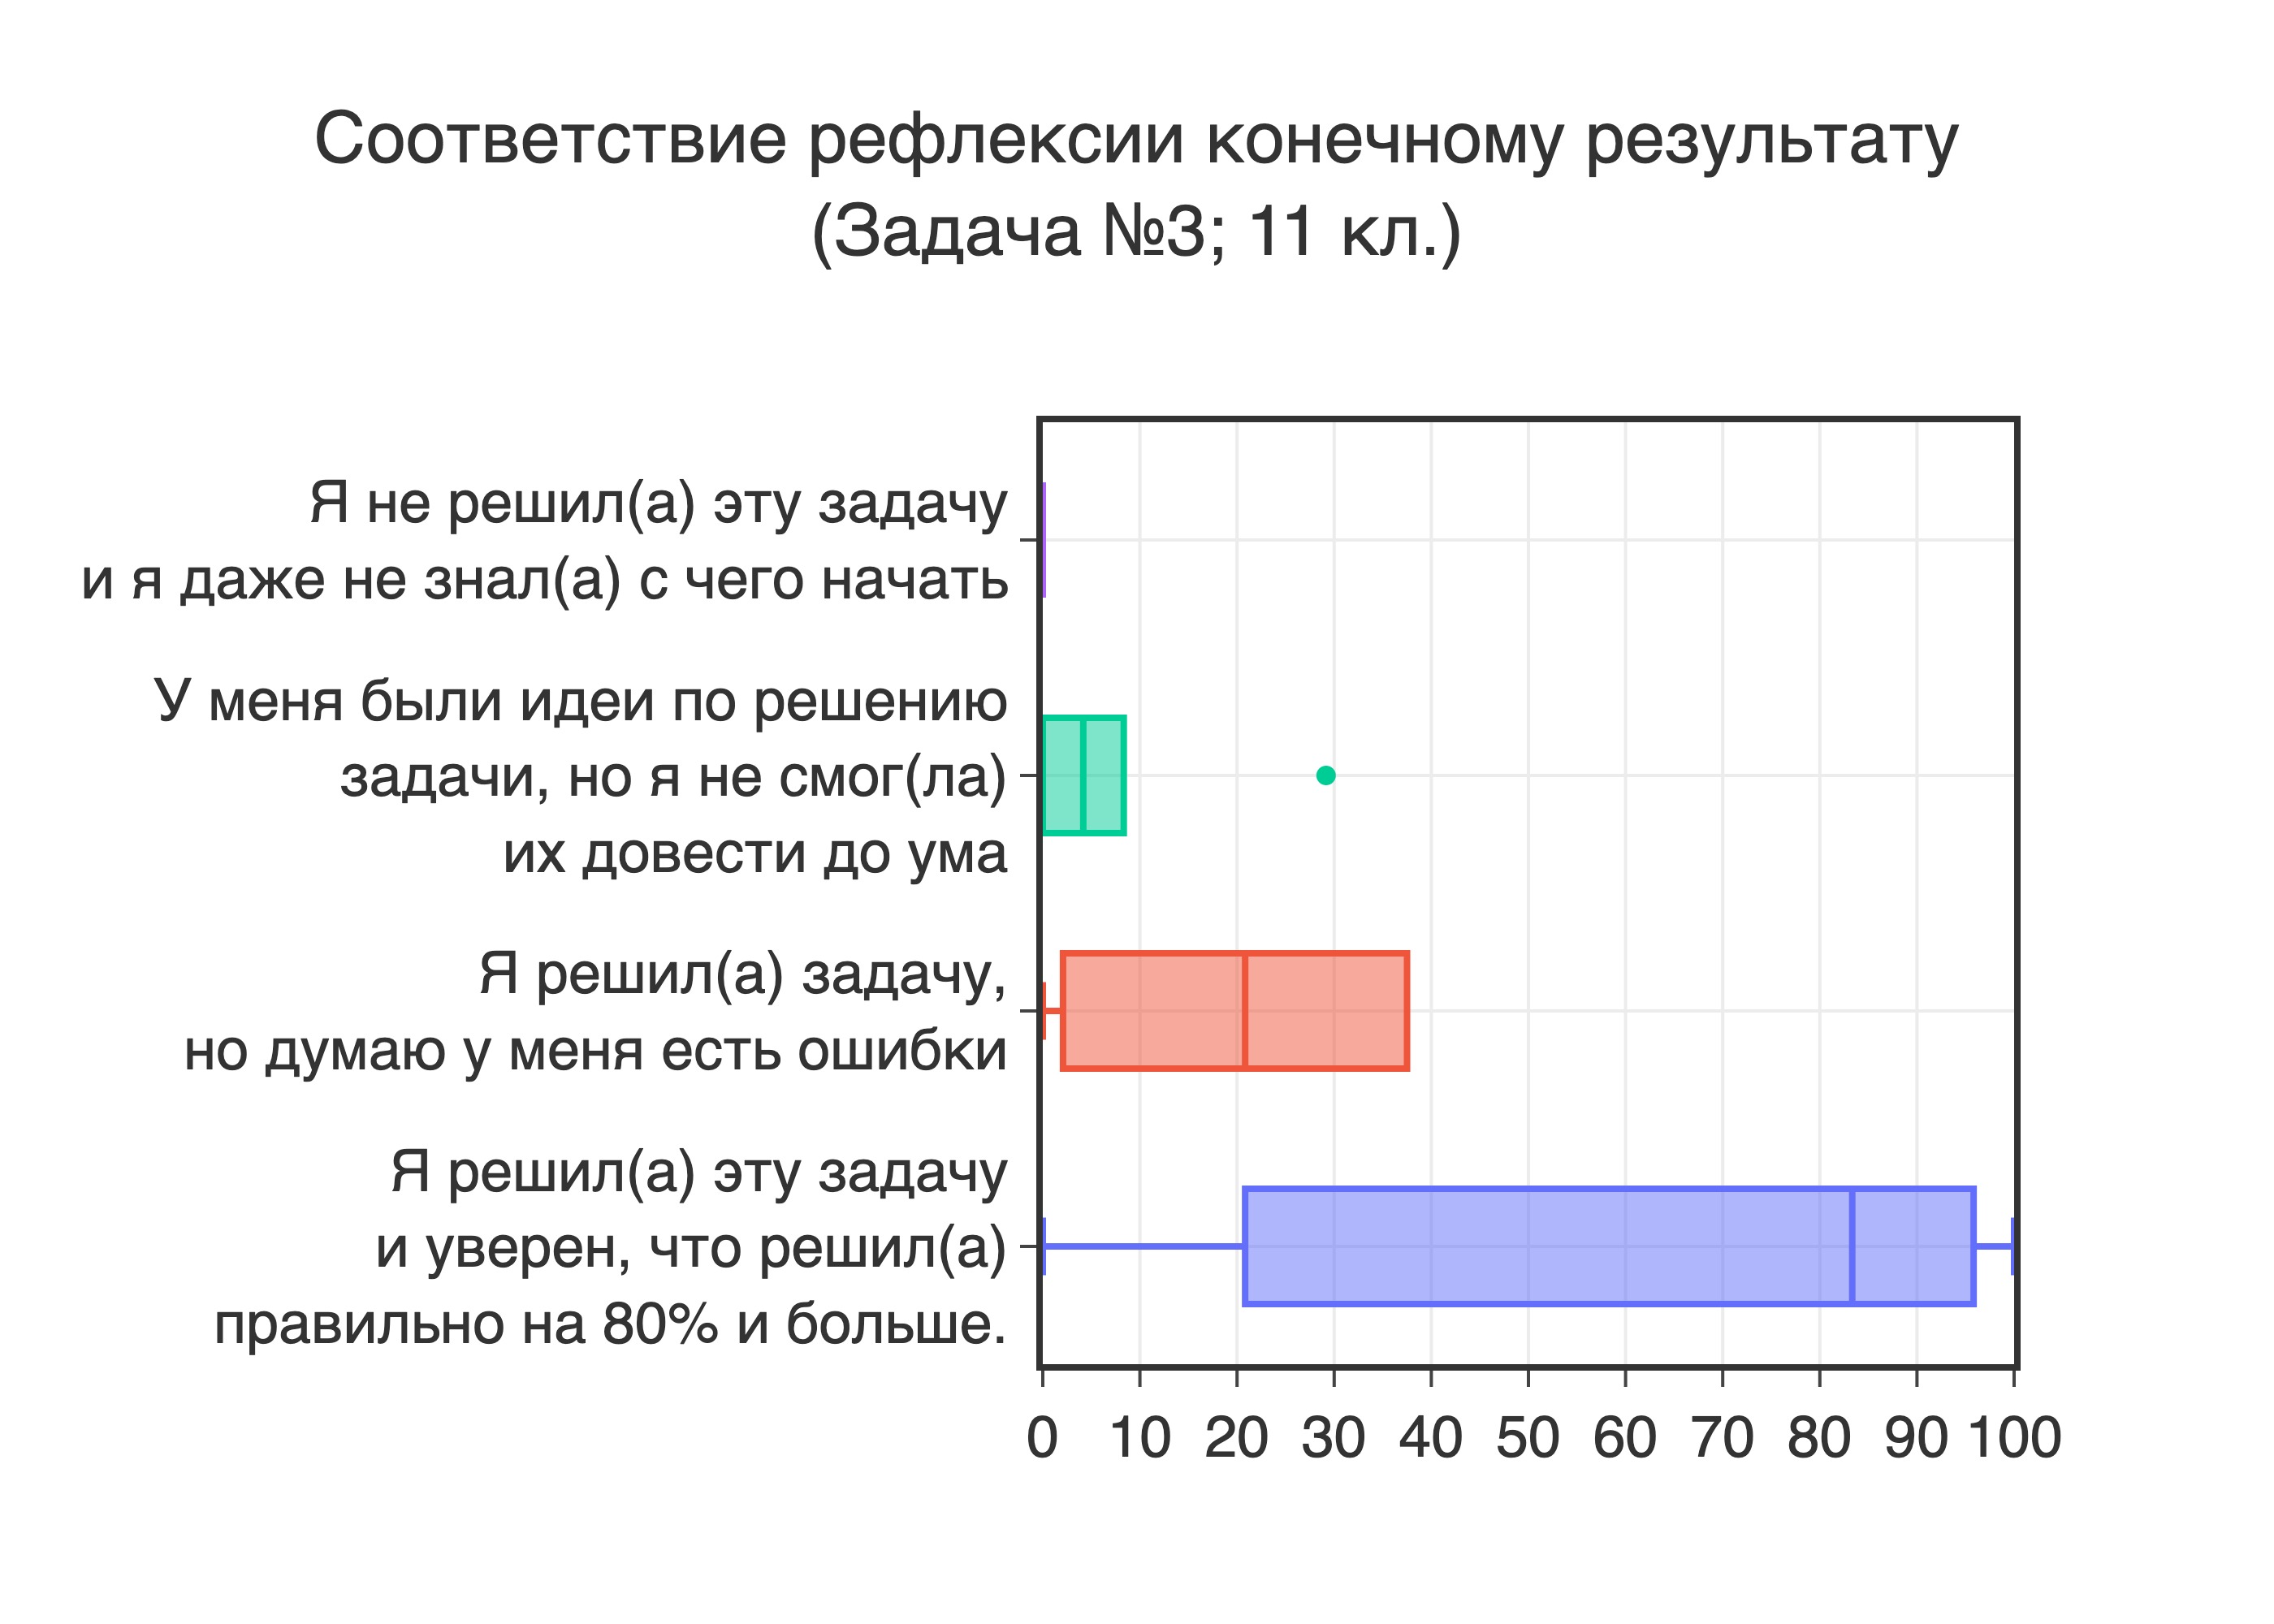 Соответствие рефлексии конечному результату
(Задача №3; 11 кл.)
Я не решил(а) эту задачу
и я даже не знал(а) с чего начать
У меня были идеи по решению
задачи, но я не смог(ла)
их довести до ума
Я решил(а) задачу,
но думаю у меня есть ошибки
Я решил(а) эту задачу
и уверен, что решил(а)
правильно на 80% и больше.
0 10 20 30 40 50 60 70 80 90 100